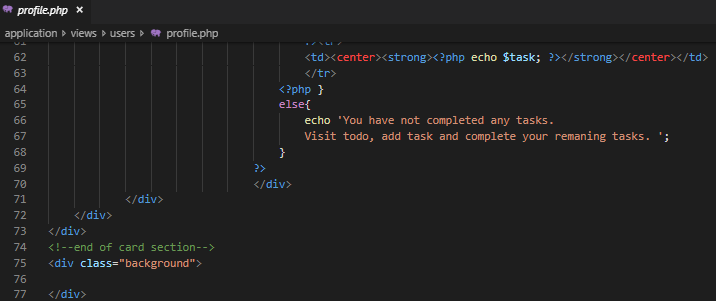 profile.php ×
application > views > users > profile.php
61 ?><tr>
62 <td><center><strong><?php echo $task; ?></strong></center></td>
63 </tr>
64 <?php }
65 else{
66 echo 'You have not completed any tasks.
67 Visit todo, add task and complete your remaning tasks. ';
68 }
69 ?>
70 </div>
71 </div>
72 </div>
73 </div>
74 <!--end of card section-->
75 <div class="background">
76
77 </div>